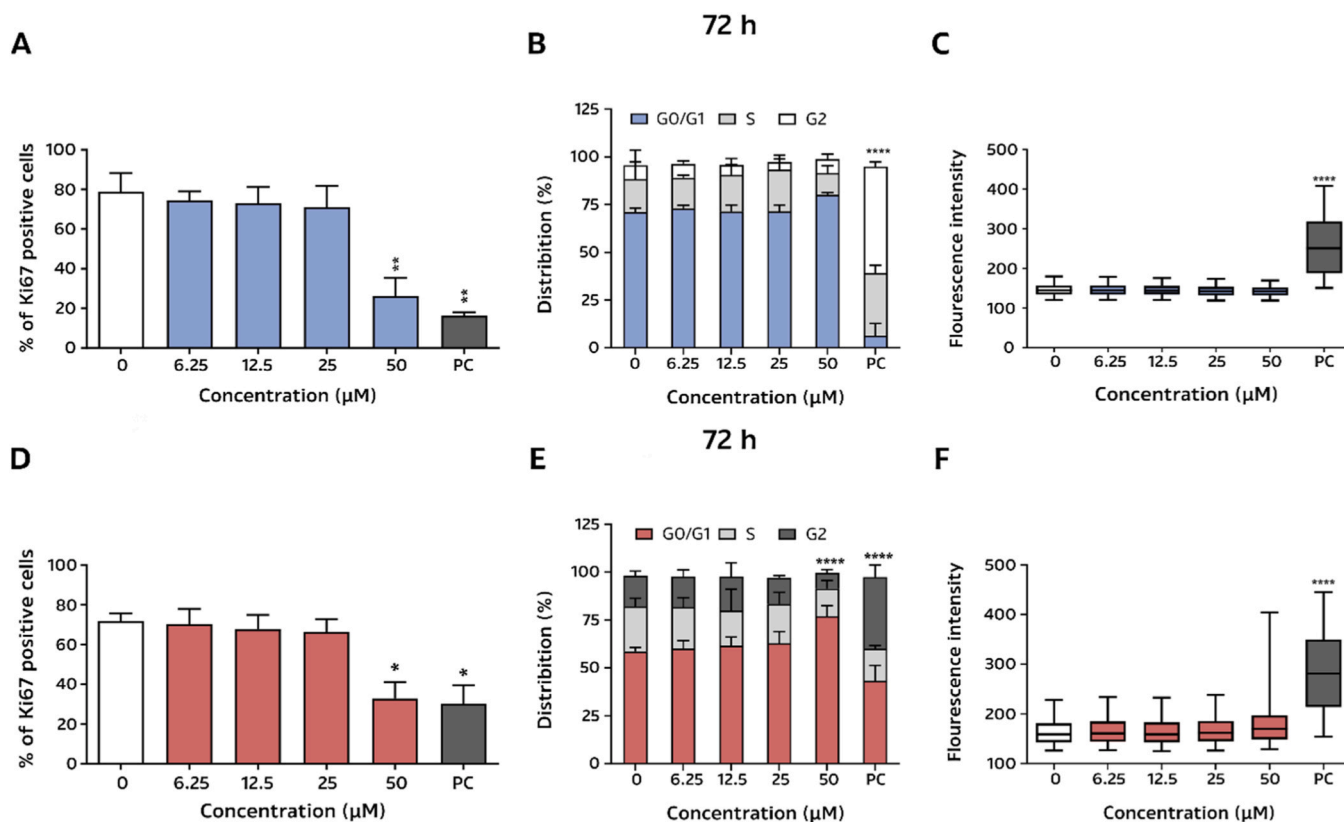 72 h
A
B
C
% of Ki67 positive cells
100
80
60
40
20
0
**
**
0 6.25 12.5 25 50 PC
Concentration (µM)
Distribition (%)
125
100
75
50
25
0
G0/G1 S G2
****
0 6.25 12.5 25 50 PC
Concentration (µM)
Flourescence intensity
500
400
300
200
100
****
0 6.25 12.5 25 50 PC
Concentration (µM)
72 h
D
E
F
% of Ki67 positive cells
100
80
60
40
20
0
*
*
0 6.25 12.5 25 50 PC
Concentration (µM)
Distribition (%)
125
100
75
50
25
0
G0/G1 S G2
**** ****
0 6.25 12.5 25 50 PC
Concentration (µM)
Flourescence intensity
500
400
300
200
100
****
0 6.25 12.5 25 50 PC
Concentration (µM)